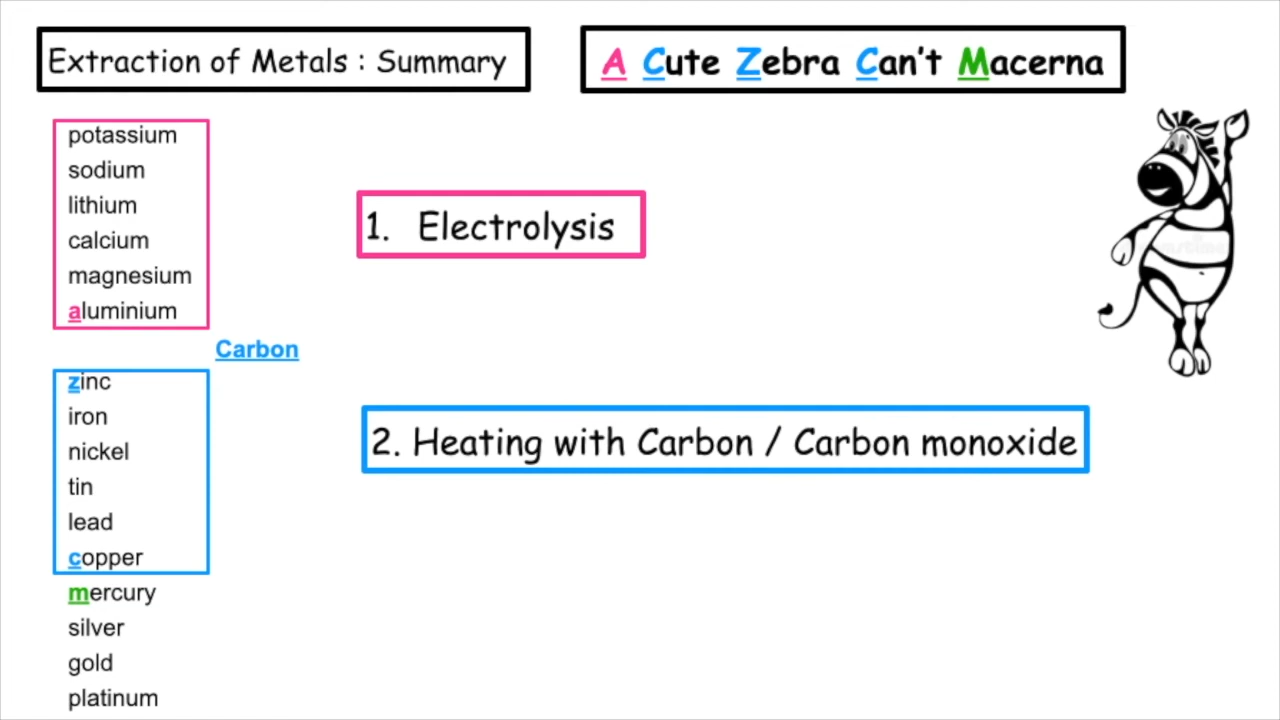 Extraction of Metals : Summary
A Cute Zebra Can't Macerna
potassium
sodium
lithium
calcium
magnesium
aluminium
1. Electrolysis
Carbon
zinc
iron
nickel
tin
lead
copper
2. Heating with Carbon / Carbon monoxide
mercury
silver
gold
platinum